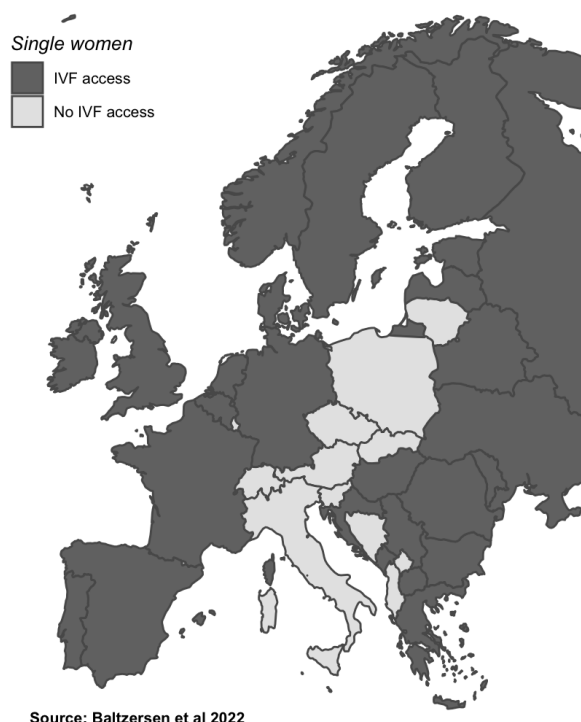 Single women
IVF access
No IVF access
Source: Baltzersen et al 2022